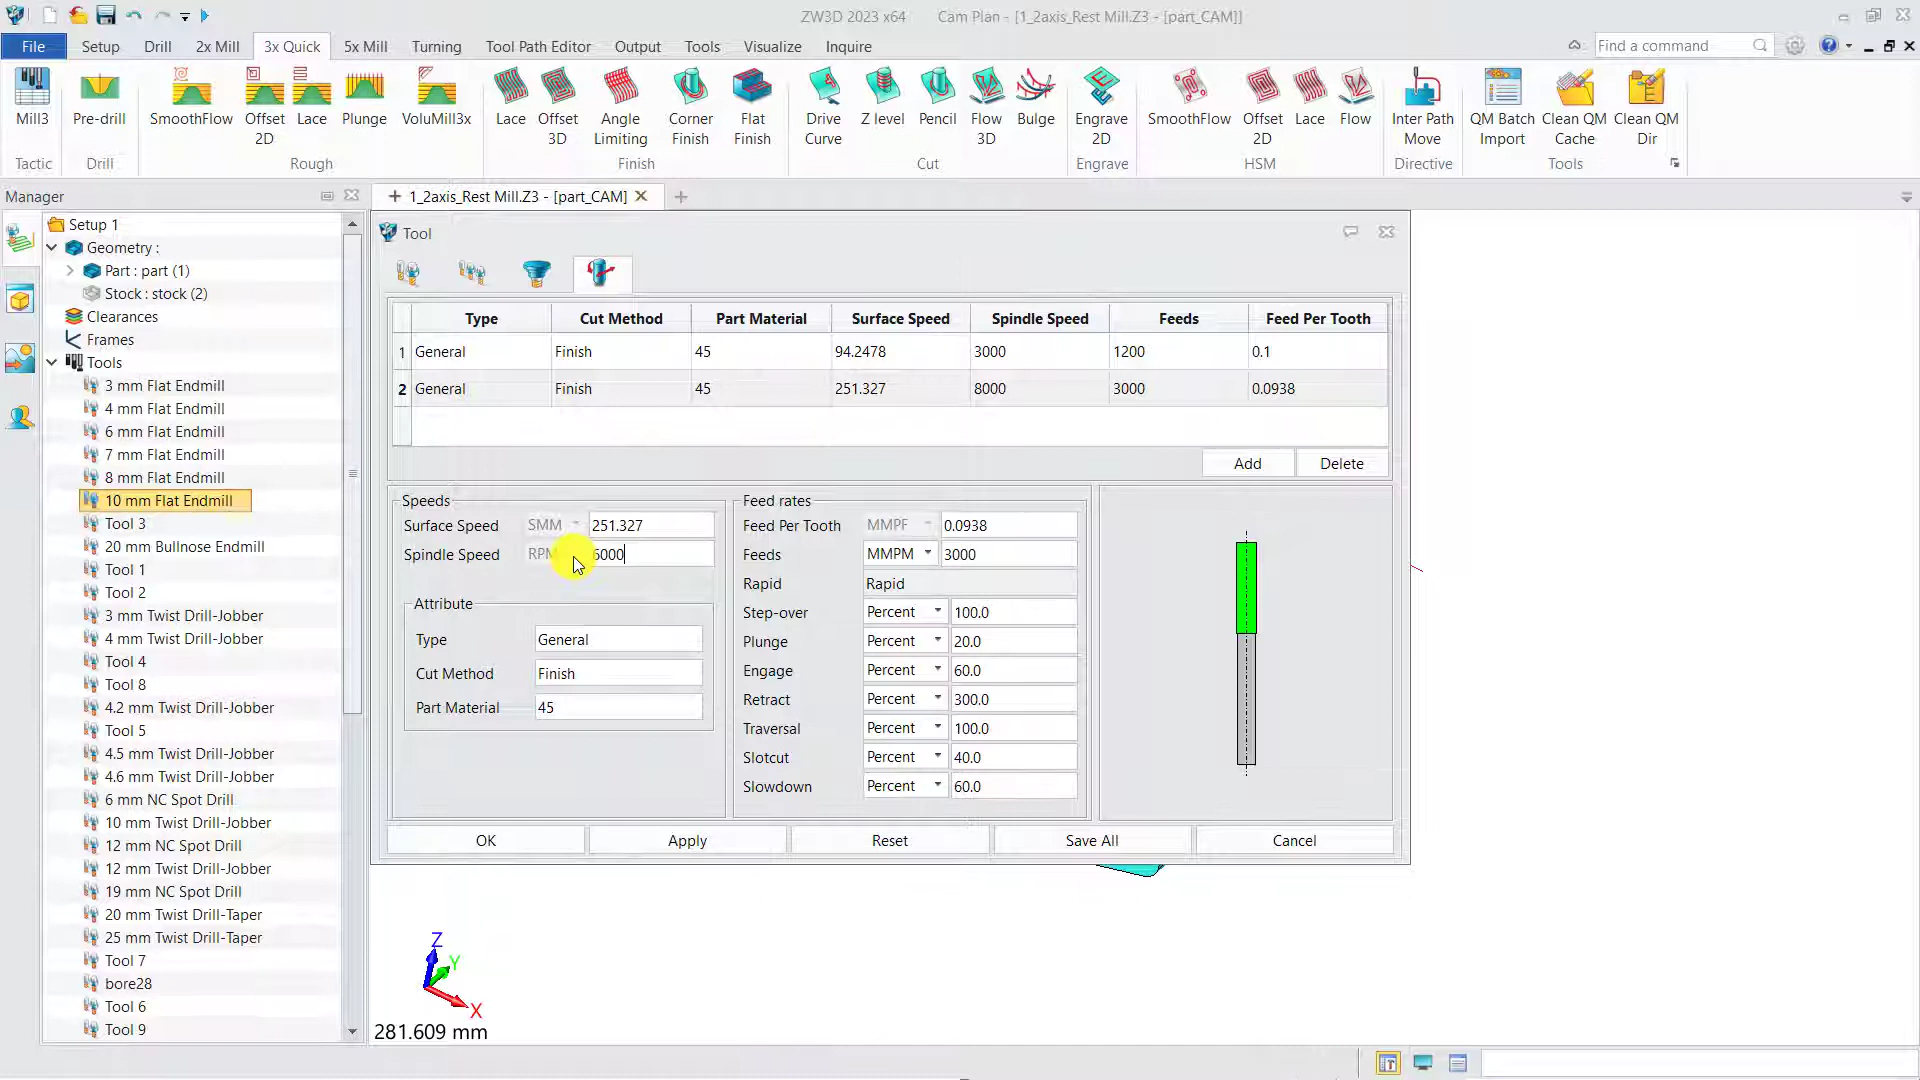 ZW3D 2023 x64 Cam Plan - [1_2axis_Rest Mill.Z3 - [part_CAM]]
File Setup Drill 2x Mill 3x Quick 5x Mill Turning Tool Path Editor Output Tools Visualize Inquire Find a command
Mill3 Pre-drill SmoothFlow Offset 2D Lace Plunge VoluMill3x Lace Offset 3D Angle Limiting Corner Finish Flat Finish Drive Curve Z level Pencil Flow 3D Bulge Engrave 2D SmoothFlow Offset 2D Lace Flow Inter Path Move QM Batch Import Clean QM Cache Clean QM Dir
Tactic Drill Rough Finish Cut Engrave HSM Directive Tools
Manager
1_2axis_Rest Mill.Z3 - [part_CAM]
Setup 1
Geometry :
Part : part (1)
Stock : stock (2)
Clearances
Frames
Tools
3 mm Flat Endmill
4 mm Flat Endmill
6 mm Flat Endmill
7 mm Flat Endmill
8 mm Flat Endmill
10 mm Flat Endmill
Tool 3
20 mm Bullnose Endmill
Tool 1
Tool 2
3 mm Twist Drill-Jobber
4 mm Twist Drill-Jobber
Tool 4
Tool 8
4.2 mm Twist Drill-Jobber
Tool 5
4.5 mm Twist Drill-Jobber
4.6 mm Twist Drill-Jobber
6 mm NC Spot Drill
10 mm Twist Drill-Jobber
12 mm NC Spot Drill
12 mm Twist Drill-Jobber
19 mm NC Spot Drill
20 mm Twist Drill-Taper
25 mm Twist Drill-Taper
Tool 7
bore28
Tool 6
Tool 9
Tool
Type Cut Method Part Material Surface Speed Spindle Speed Feeds Feed Per Tooth
1 General Finish 45 94.2478 3000 1200 0.1
2 General Finish 45 251.327 8000 3000 0.0938
Add Delete
Speeds
Surface Speed SMM 251.327
Spindle Speed RPM 6000
Attribute
Type General
Cut Method Finish
Part Material 45
Feed rates
Feed Per Tooth MMPF 0.0938
Feeds MMPM 3000
Rapid Rapid
Step-over Percent 100.0
Plunge Percent 20.0
Engage Percent 60.0
Retract Percent 300.0
Traversal Percent 100.0
Slotcut Percent 40.0
Slowdown Percent 60.0
OK Apply Reset Save All Cancel
Z
Y
X
281.609 mm